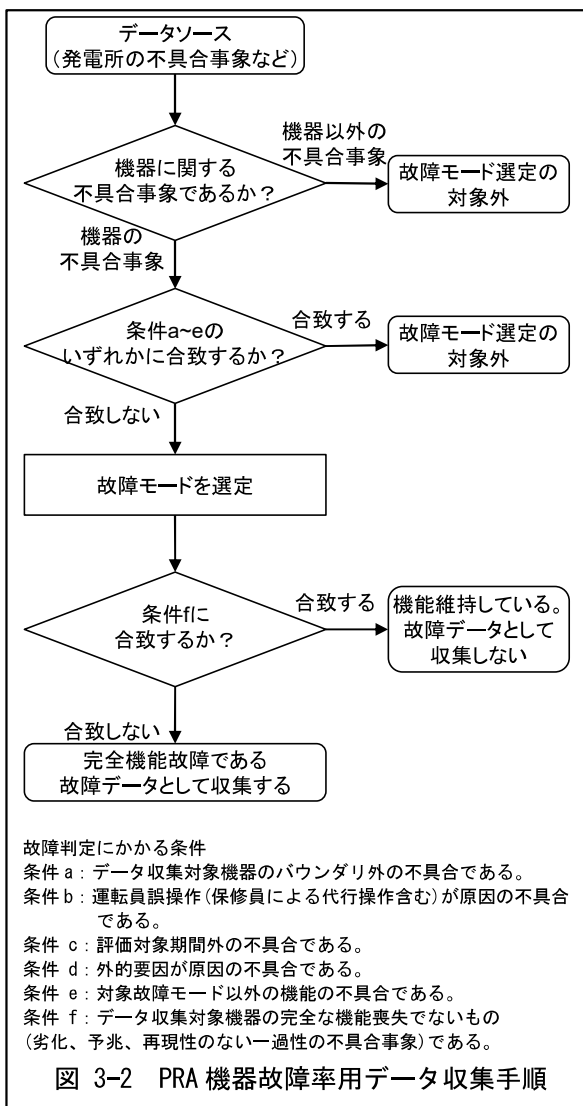 データソース
(発電所の不具合事象など)
機器に関する
不具合事象であるか？
機器以外の
不具合事象
故障モード選定の
対象外
機器の
不具合事象
条件a~eの
いずれかに合致するか？
合致する
故障モード選定の
対象外
合致しない
故障モードを選定
条件fに
合致するか？
合致する
機能維持している。
故障データとして
収集しない
合致しない
完全機能故障である
故障データとして収集する
故障判定にかかる条件
条件 a：データ収集対象機器のバウンダリ外の不具合である。
条件 b：運転員誤操作(保修員による代行操作含む)が原因の不具合
である。
条件 c：評価対象期間外の不具合である。
条件 d：外的要因が原因の不具合である。
条件 e：対象故障モード以外の機能の不具合である。
条件 f：データ収集対象機器の完全な機能喪失でないもの
(劣化、予兆、再現性のない一過性の不具合事象)である。
図 3-2 PRA 機器故障率用データ収集手順